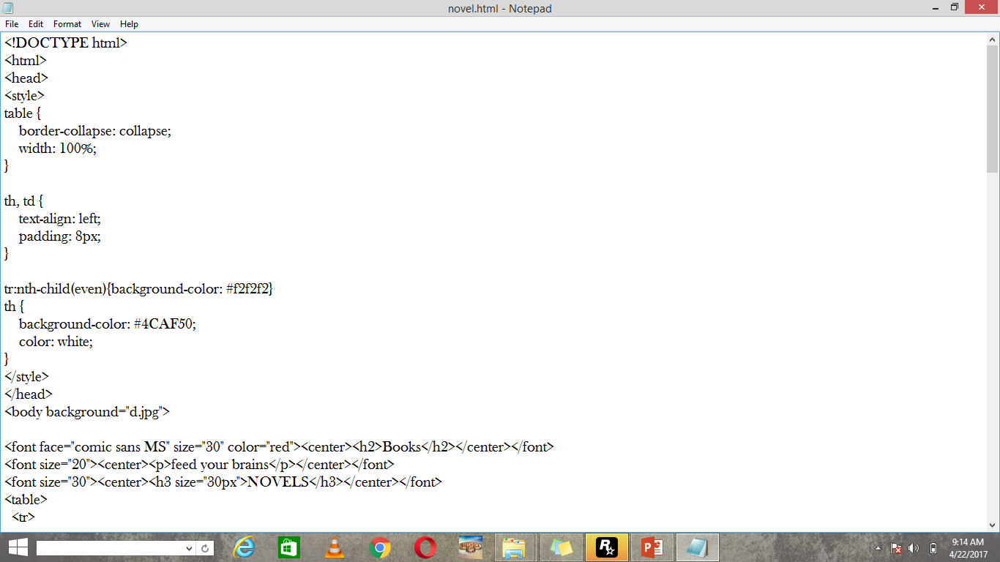 novel.html - Notepad
File Edit Format View Help
<!DOCTYPE html>
<html>
<head>
<style>
table {
    border-collapse: collapse;
    width: 100%;
}

th, td {
    text-align: left;
    padding: 8px;
}

tr:nth-child(even){background-color: #f2f2f2}
th {
    background-color: #4CAF50;
    color: white;
}
</style>
</head>
<body background="d.jpg">

<font face="comic sans MS" size="30" color="red"><center><h2>Books</h2></center></font>
<font size="20"><center><p>feed your brains</p></center></font>
<font size="30"><center><h3 size="30px">NOVELS</h3></center></font>
<table>
  <tr>
9:14 AM
4/22/2017